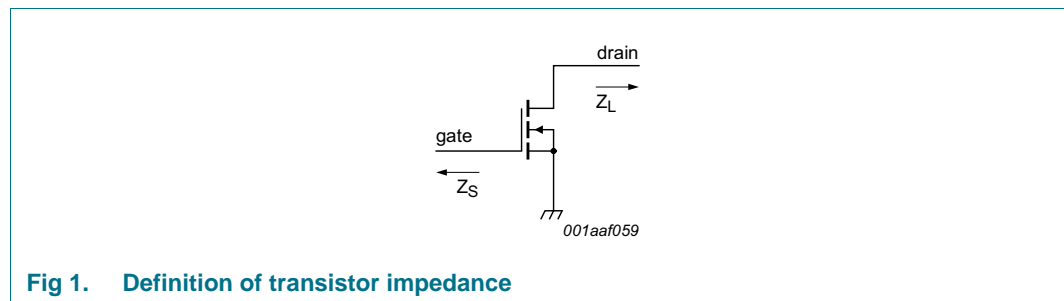 drain
Z_L
gate
Z_S
001aaf059
Fig 1. Definition of transistor impedance